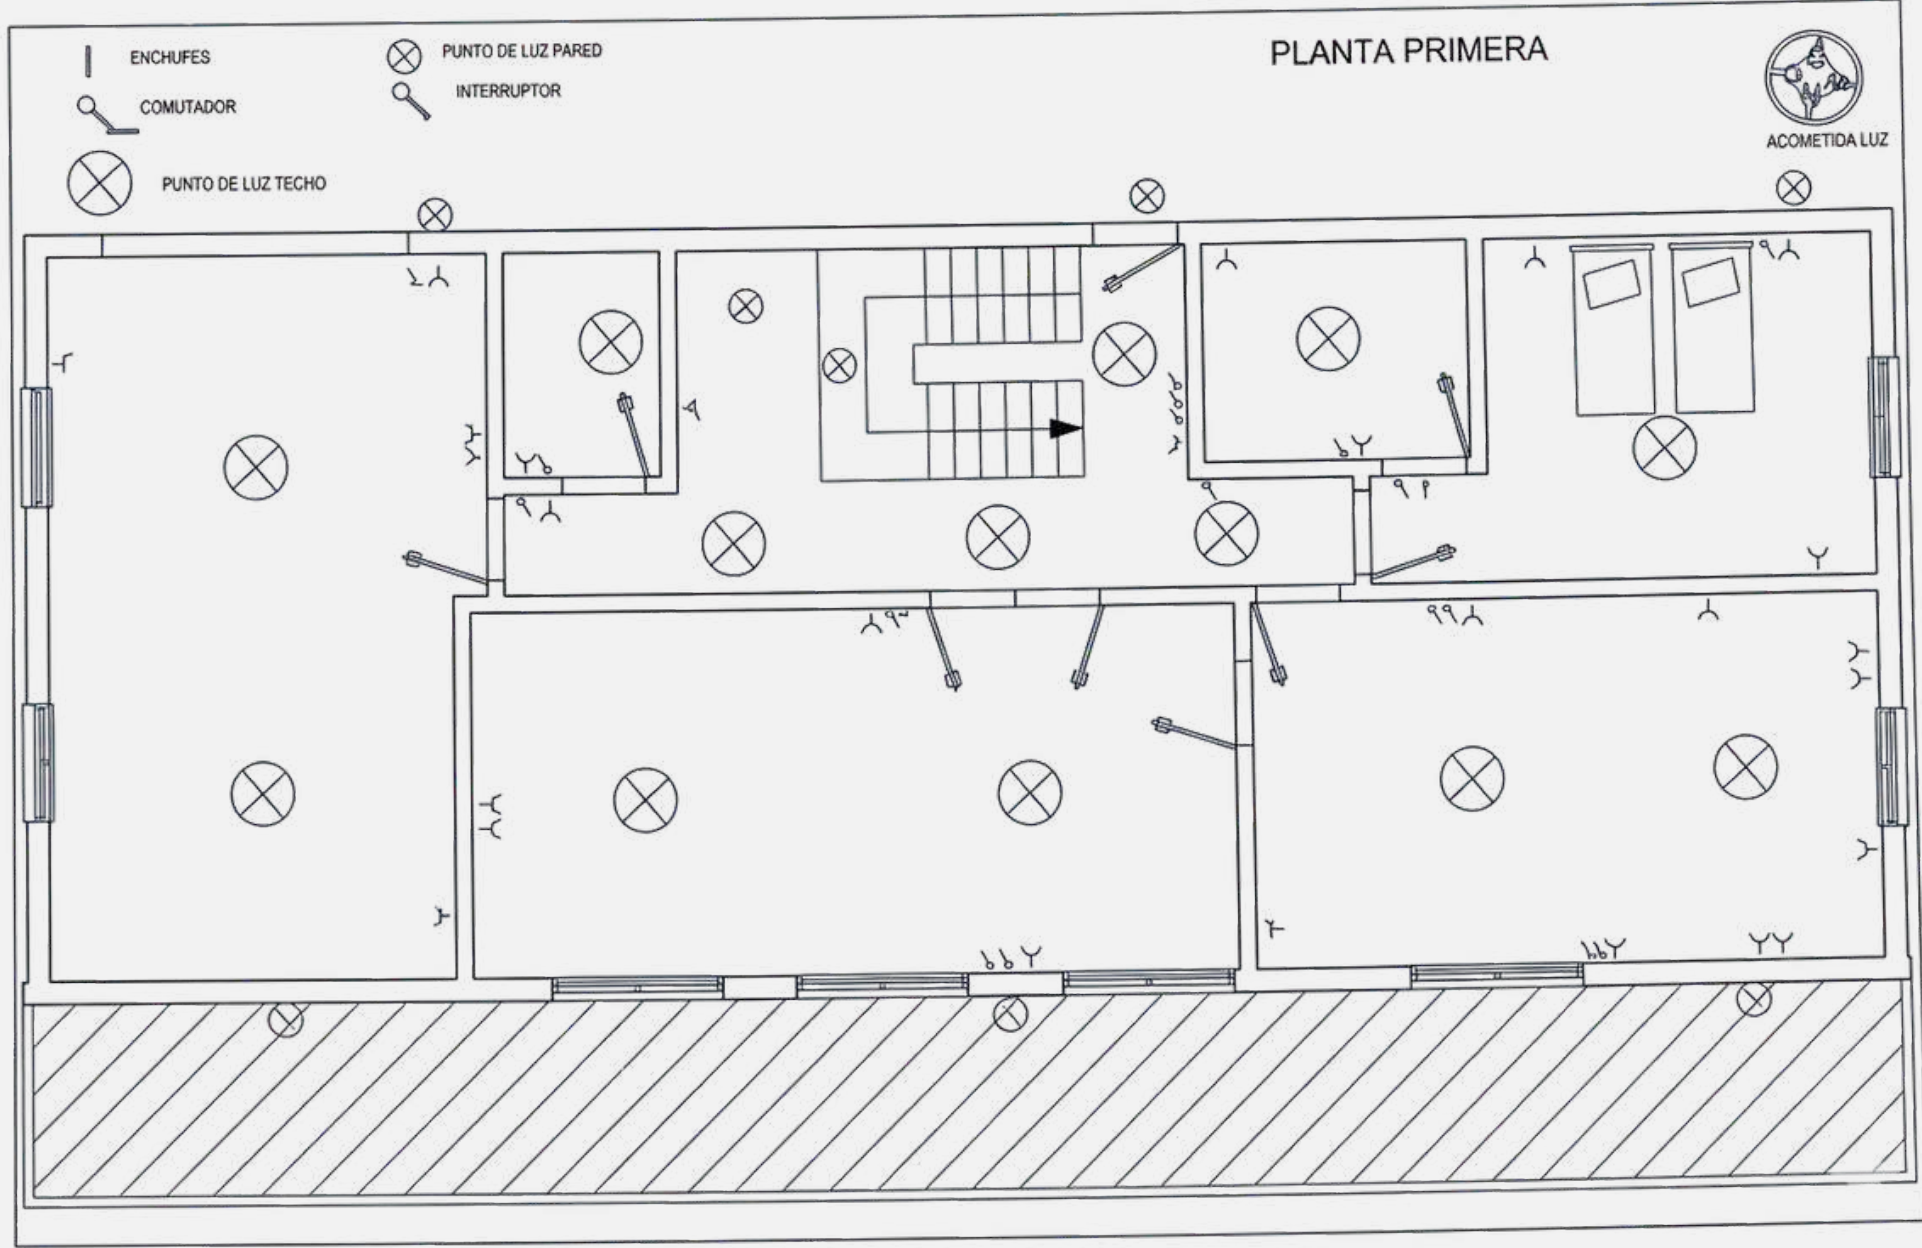 ENCHUFES
COMUTADOR
PUNTO DE LUZ TECHO
PUNTO DE LUZ PARED
INTERRUPTOR
PLANTA PRIMERA
ACOMETIDA LUZ